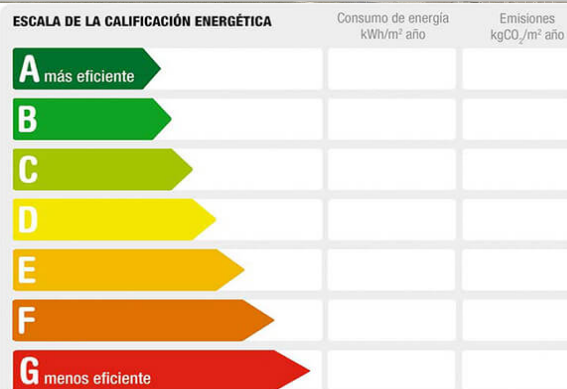 ESCALA DE LA CALIFICACIÓN ENERGÉTICA
Consumo de energía
kWh/m² año
Emisiones
kgCO₂/m² año
A más eficiente
B
C
D
E
F
G menos eficiente